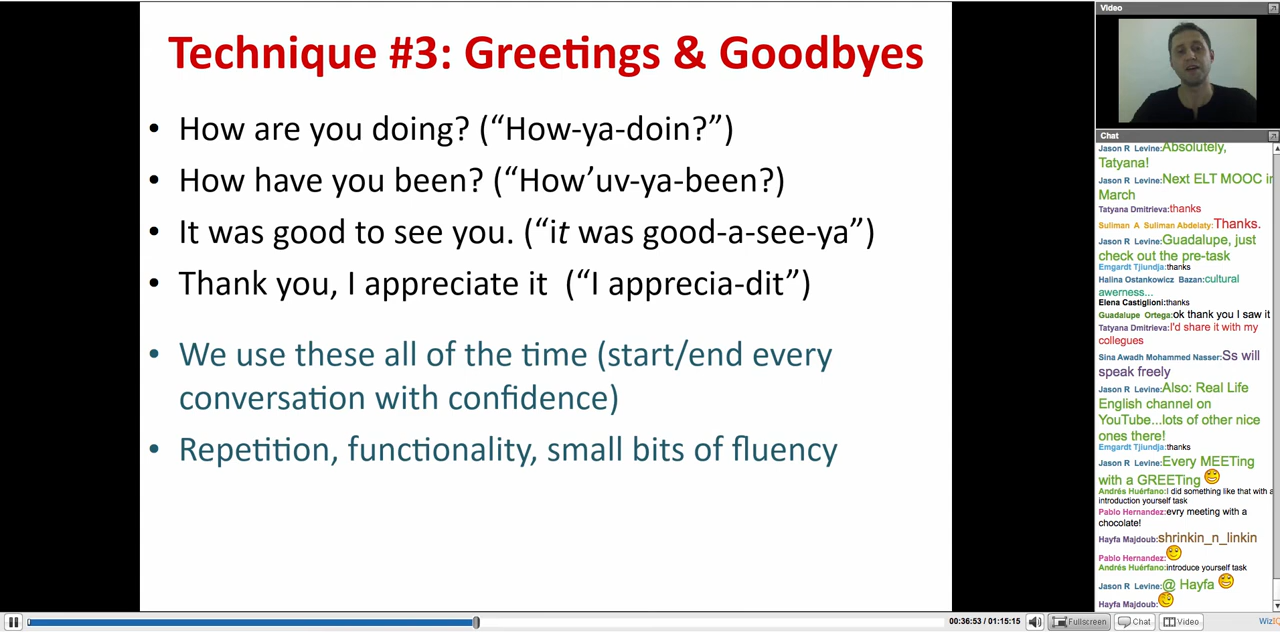 Technique #3: Greetings & Goodbyes
• How are you doing? (“How-ya-doin?”)
• How have you been? (“How’uv-ya-been?)
• It was good to see you. (“it was good-a-see-ya”)
• Thank you, I appreciate it (“I apprecia-dit”)
• We use these all of the time (start/end every
conversation with confidence)
• Repetition, functionality, small bits of fluency
Video
Chat
Jason R Levine:Absolutely,
Tatyana!
Jason R Levine:Next ELT MOOC in
March
Tatyana Dmitrieva:thanks
Suliman A Suliman Abdelaty:Thanks.
Jason R Levine:Guadalupe, just
check out the pre-task
Emgardt Tjiundja:thanks
Halina Ostankowicz Bazan:cultural
awerness...
Elena Castiglioni:thanks
Guadalupe Ortega:ok thank you I saw it
Tatyana Dmitrieva:I'd share it with my
collegues
Sina Awadh Mohammed Nasser:Ss will
speak freely
Jason R Levine:Also: Real Life
English channel on
YouTube...lots of other nice
ones there!
Emgardt Tjiundja:thanks
Jason R Levine:Every MEETing
with a GREETing
Andrés Huérfano:I did something like that with a
introduction yourself task
Pablo Hernandez:evry meeting with a
chocolate!
Hayfa Majdoub:shrinkin_n_linkin
Pablo Hernandez:
Andrés Huérfano:introduce yourself task
Jason R Levine:@ Hayfa
Hayfa Majdoub:
00:36:53 / 01:15:15
Fullscreen
Chat
Video
WizIQ